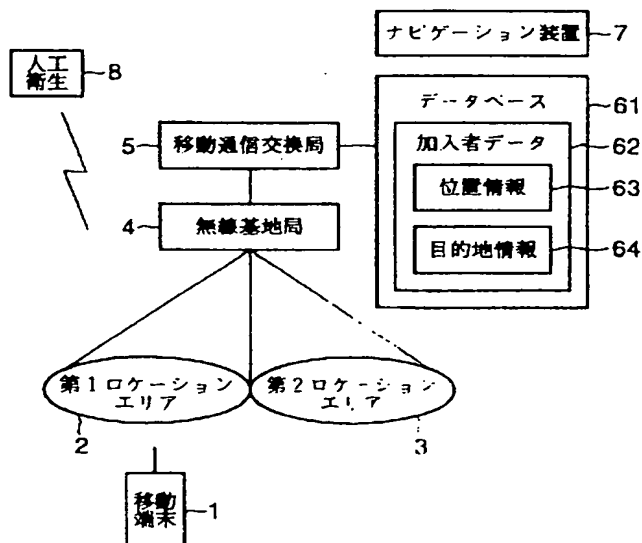 ナビゲーション装置
7
人工
衛生
8
データベース
61
5
移動通信交換局
加入者データ
62
位置情報
63
4
無線基地局
目的地情報
64
第1ロケーション
エリア
第2ロケーション
エリア
2
3
移動
端末
1